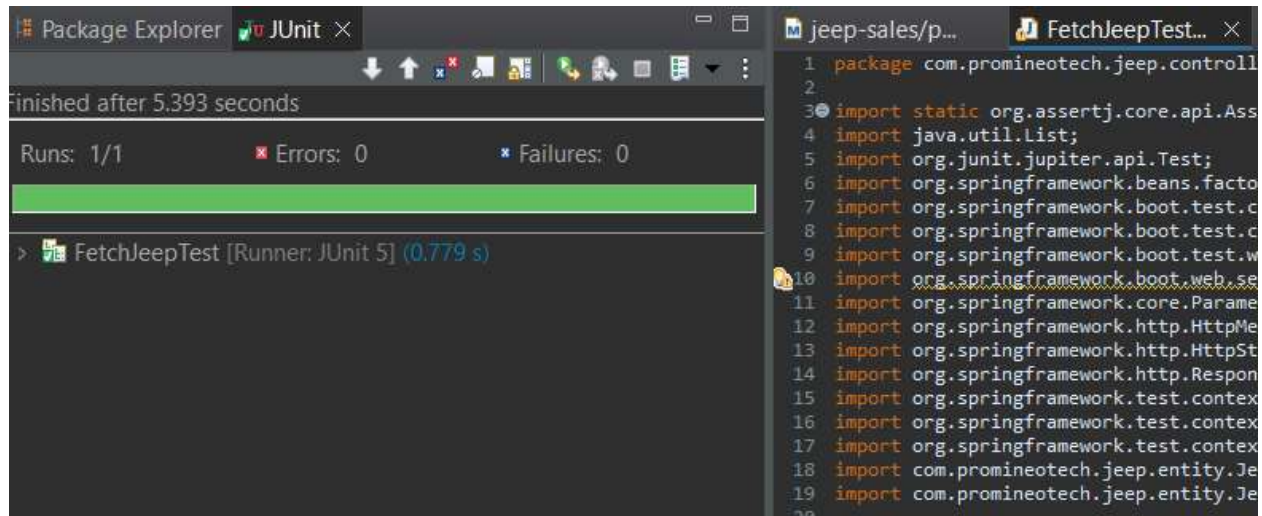 Package Explorer JUnit
Finished after 5.393 seconds
Runs: 1/1 Errors: 0 Failures: 0
FetchJeepTest [Runner: JUnit 5] (0.779 s)
jeep-sales/p... FetchJeepTest...
1 package com.promineotech.jeep.controll
2
3 import static org.assertj.core.api.Ass
4 import java.util.List;
5 import org.junit.jupiter.api.Test;
6 import org.springframework.beans.facto
7 import org.springframework.boot.test.c
8 import org.springframework.boot.test.c
9 import org.springframework.boot.test.w
10 import org.springframework.boot.web.se
11 import org.springframework.core.Parame
12 import org.springframework.http.HttpMe
13 import org.springframework.http.HttpSt
14 import org.springframework.http.Respon
15 import org.springframework.test.contex
16 import org.springframework.test.contex
17 import org.springframework.test.contex
18 import com.promineotech.jeep.entity.Je
19 import com.promineotech.jeep.entity.Je